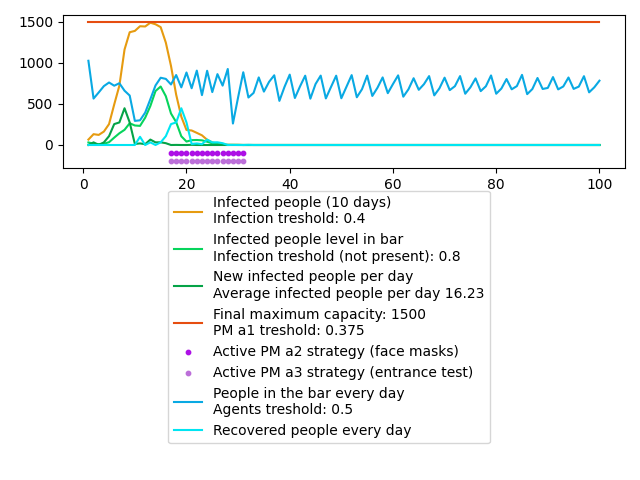 1500
1000
500
0
0
20
40
60
80
100
Infected people (10 days)
Infection treshold: 0.4
Infected people level in bar
Infection treshold (not present): 0.8
New infected people per day
Average infected people per day 16.23
Final maximum capacity: 1500
PM a1 treshold: 0.375
Active PM a2 strategy (face masks)
Active PM a3 strategy (entrance test)
People in the bar every day
Agents treshold: 0.5
Recovered people every day